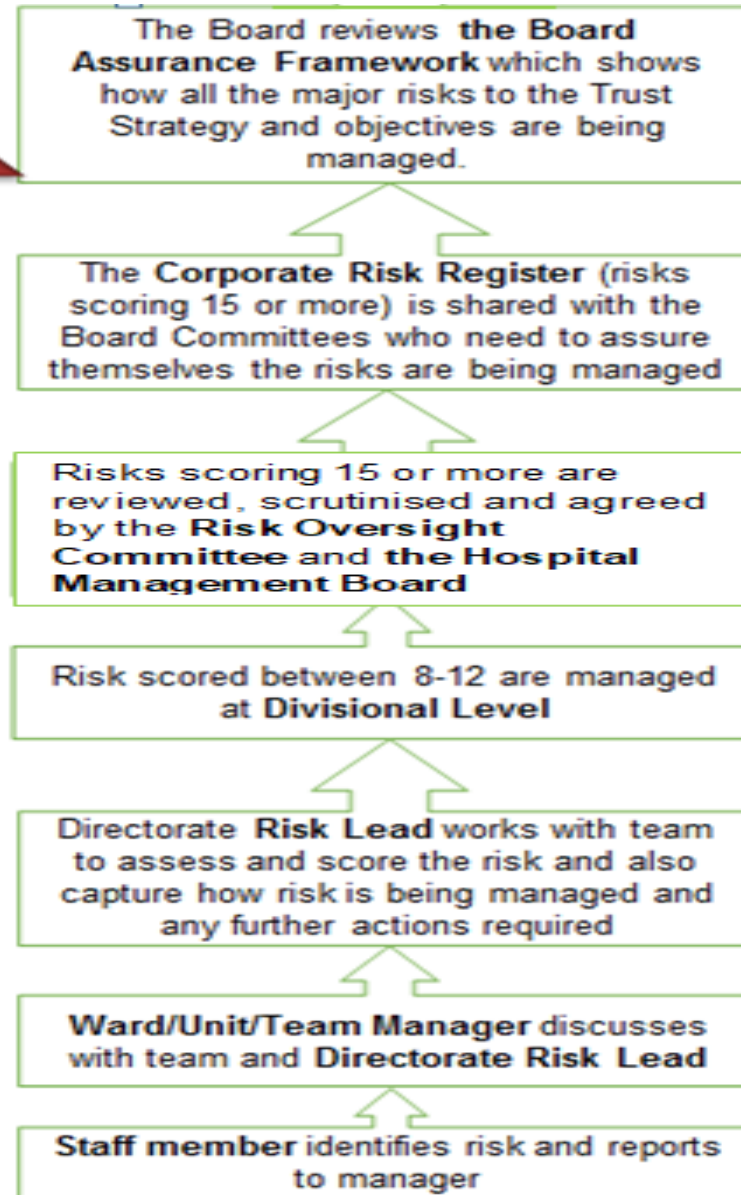 The Board reviews the Board
Assurance Framework which shows
how all the major risks to the Trust
Strategy and objectives are being
managed.
The Corporate Risk Register (risks
scoring 15 or more) is shared with the
Board Committees who need to assure
themselves the risks are being managed
Risks scoring 15 or more are
reviewed, scrutinised and agreed
by the Risk Oversight
Committee and the Hospital
Management Board
Risk scored between 8-12 are managed
at Divisional Level
Directorate Risk Lead works with team
to assess and score the risk and also
capture how risk is being managed and
any further actions required
Ward/Unit/Team Manager discusses
with team and Directorate Risk Lead
Staff member identifies risk and reports
to manager